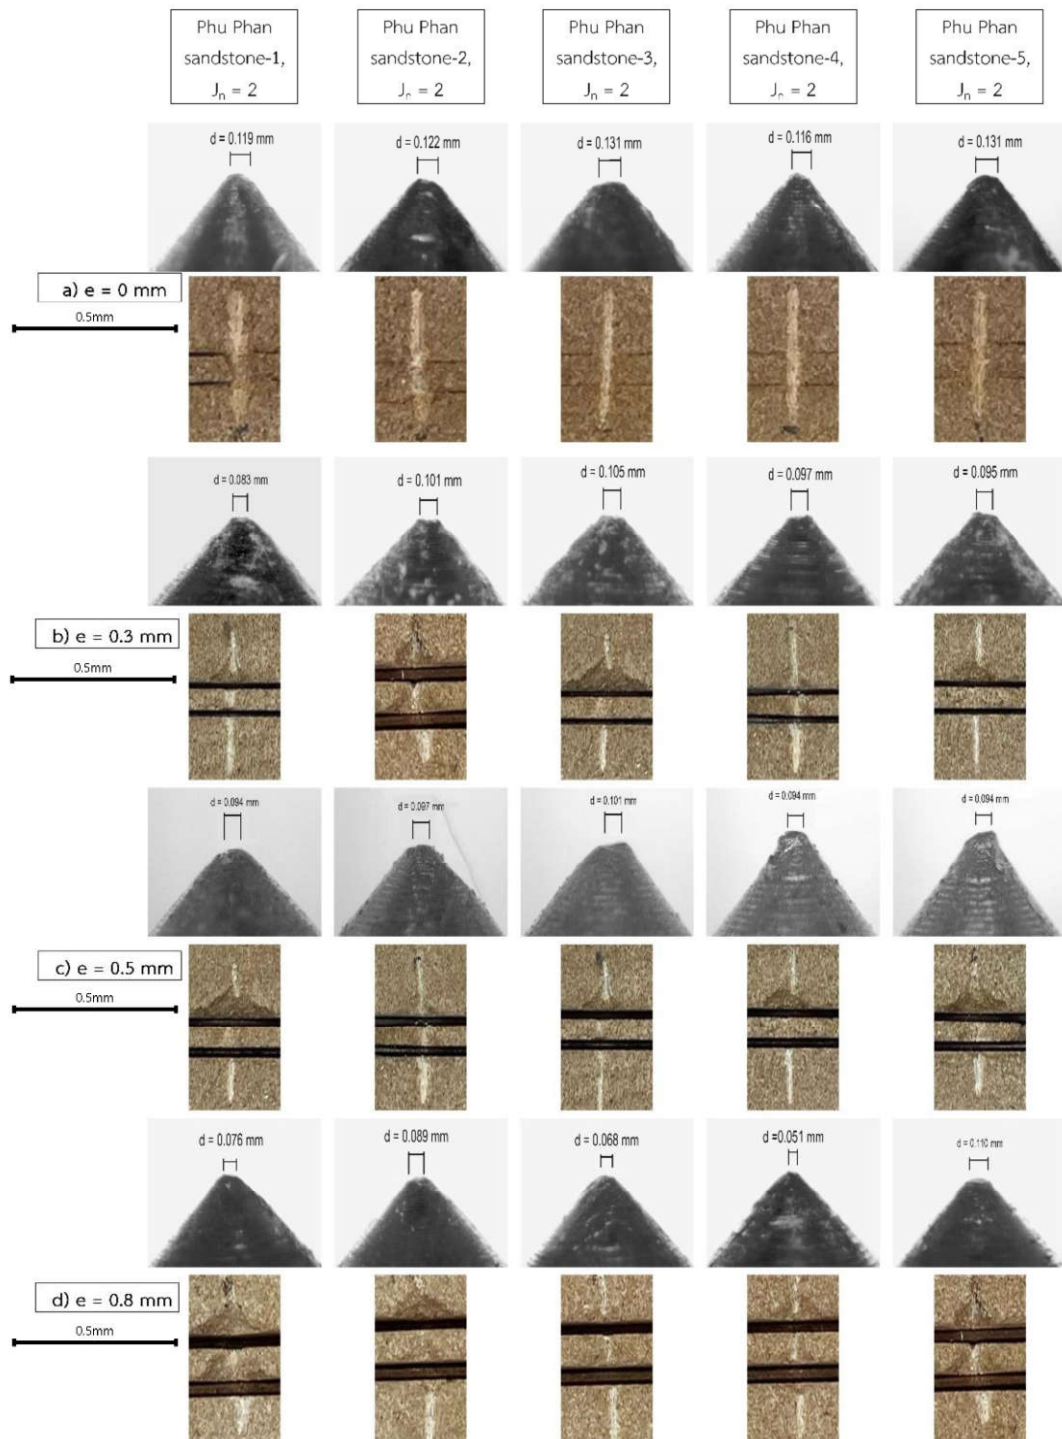 Phu Phan
sandstone-1,
Jn = 2
Phu Phan
sandstone-2,
Jn = 2
Phu Phan
sandstone-3,
Jn = 2
Phu Phan
sandstone-4,
Jn = 2
Phu Phan
sandstone-5,
Jn = 2
d = 0.119 mm
d = 0.122 mm
d = 0.131 mm
d = 0.116 mm
d = 0.131 mm
a) e = 0 mm
0.5mm
d = 0.083 mm
d = 0.101 mm
d = 0.105 mm
d = 0.097 mm
d = 0.095 mm
b) e = 0.3 mm
0.5mm
d = 0.094 mm
d = 0.097 mm
d = 0.101 mm
d = 0.094 mm
d = 0.094 mm
c) e = 0.5 mm
0.5mm
d = 0.076 mm
d = 0.089 mm
d = 0.068 mm
d =0.051 mm
d = 0.110 mm
d) e = 0.8 mm
0.5mm